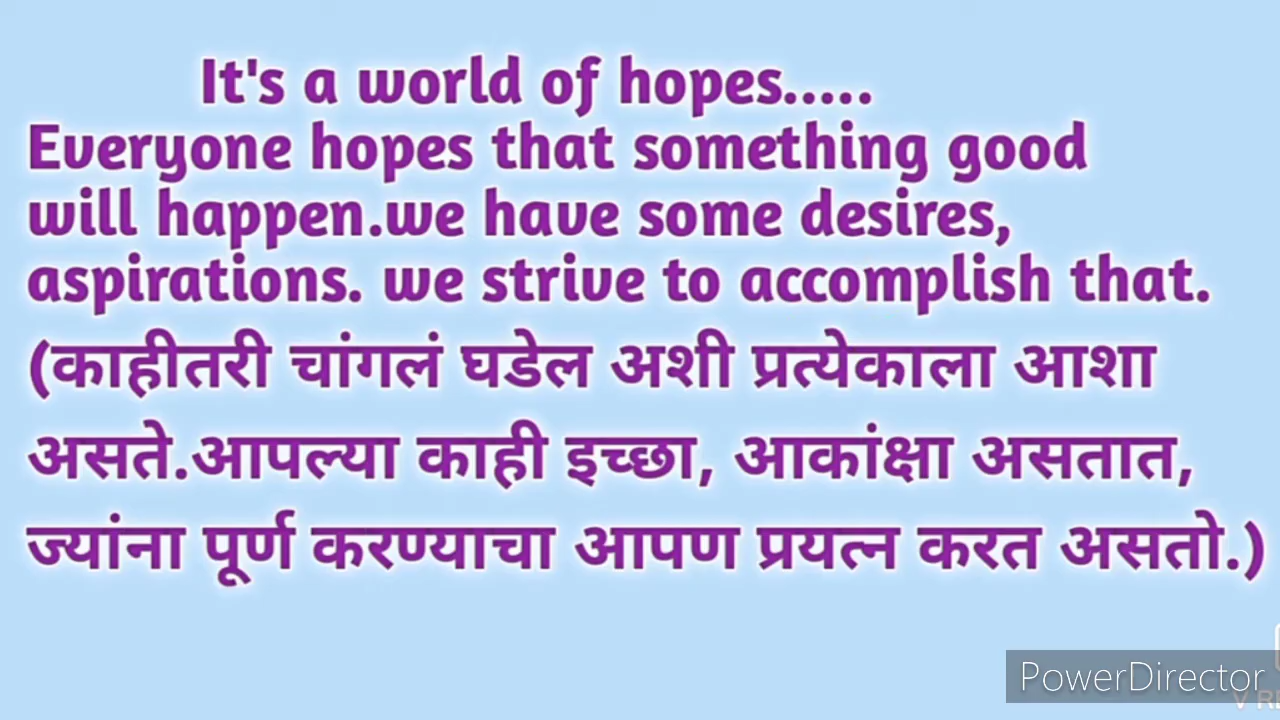 It's a world of hopes.....
Everyone hopes that something good
will happen.we have some desires,
aspirations. we strive to accomplish that.
(काहीतरी चांगलं घडेल अशी प्रत्येकाला आशा
असते.आपल्या काही इच्छा, आकांक्षा असतात,
ज्यांना पूर्ण करण्याचा आपण प्रयत्न करत असतो.)
PowerDirector